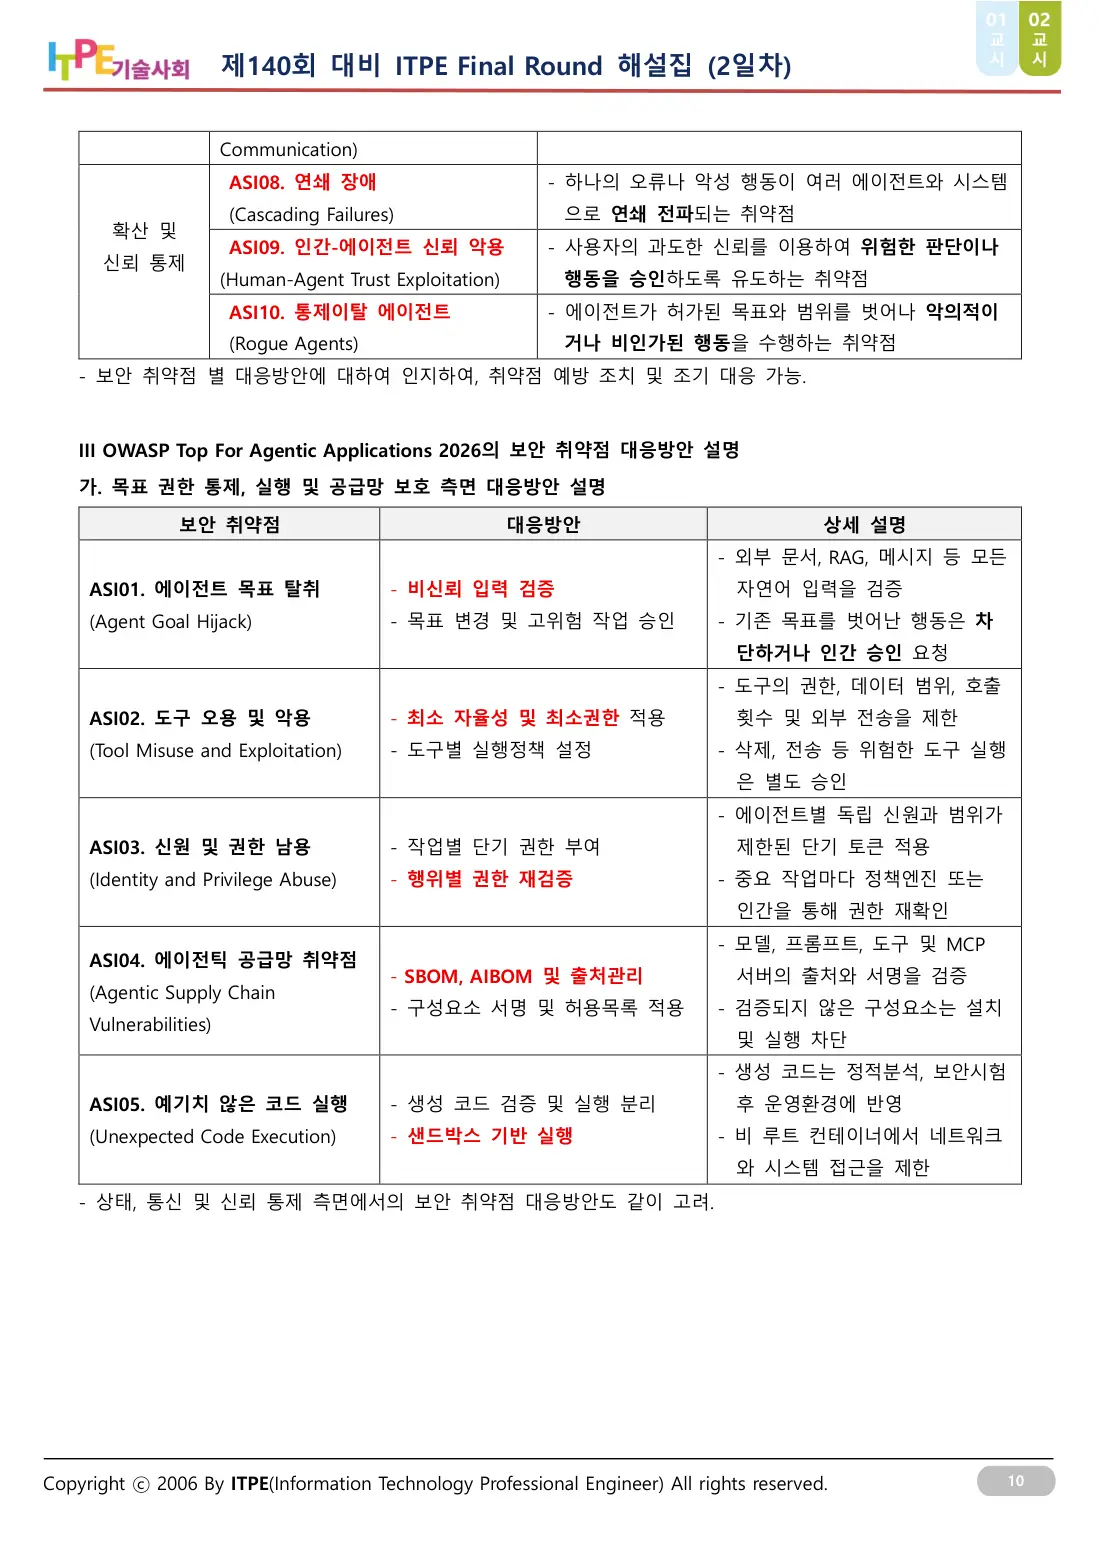 01
교
시
02
교
시
ITPE기술사회 제140회 대비 ITPE Final Round 해설집 (2일차)
Communication)
확산 및
신뢰 통제
ASI08. 연쇄 장애
(Cascading Failures)
- 하나의 오류나 악성 행동이 여러 에이전트와 시스템
으로 연쇄 전파되는 취약점
ASI09. 인간-에이전트 신뢰 악용
(Human-Agent Trust Exploitation)
- 사용자의 과도한 신뢰를 이용하여 위험한 판단이나
행동을 승인하도록 유도하는 취약점
ASI10. 통제이탈 에이전트
(Rogue Agents)
- 에이전트가 허가된 목표와 범위를 벗어나 악의적이
거나 비인가된 행동을 수행하는 취약점
- 보안 취약점 별 대응방안에 대하여 인지하여, 취약점 예방 조치 및 조기 대응 가능.
III OWASP Top For Agentic Applications 2026의 보안 취약점 대응방안 설명
가. 목표 권한 통제, 실행 및 공급망 보호 측면 대응방안 설명
보안 취약점 대응방안 상세 설명
ASI01. 에이전트 목표 탈취
(Agent Goal Hijack)
- 비신뢰 입력 검증
- 목표 변경 및 고위험 작업 승인
- 외부 문서, RAG, 메시지 등 모든
자연어 입력을 검증
- 기존 목표를 벗어난 행동은 차
단하거나 인간 승인 요청
ASI02. 도구 오용 및 악용
(Tool Misuse and Exploitation)
- 최소 자율성 및 최소권한 적용
- 도구별 실행정책 설정
- 도구의 권한, 데이터 범위, 호출
횟수 및 외부 전송을 제한
- 삭제, 전송 등 위험한 도구 실행
은 별도 승인
ASI03. 신원 및 권한 남용
(Identity and Privilege Abuse)
- 작업별 단기 권한 부여
- 행위별 권한 재검증
- 에이전트별 독립 신원과 범위가
제한된 단기 토큰 적용
- 중요 작업마다 정책엔진 또는
인간을 통해 권한 재확인
ASI04. 에이전틱 공급망 취약점
(Agentic Supply Chain
Vulnerabilities)
- SBOM, AIBOM 및 출처관리
- 구성요소 서명 및 허용목록 적용
- 모델, 프롬프트, 도구 및 MCP
서버의 출처와 서명을 검증
- 검증되지 않은 구성요소는 설치
및 실행 차단
ASI05. 예기치 않은 코드 실행
(Unexpected Code Execution)
- 생성 코드 검증 및 실행 분리
- 샌드박스 기반 실행
- 생성 코드는 정적분석, 보안시험
후 운영환경에 반영
- 비 루트 컨테이너에서 네트워크
와 시스템 접근을 제한
- 상태, 통신 및 신뢰 통제 측면에서의 보안 취약점 대응방안도 같이 고려.
Copyright ⓒ 2006 By ITPE(Information Technology Professional Engineer) All rights reserved.
10